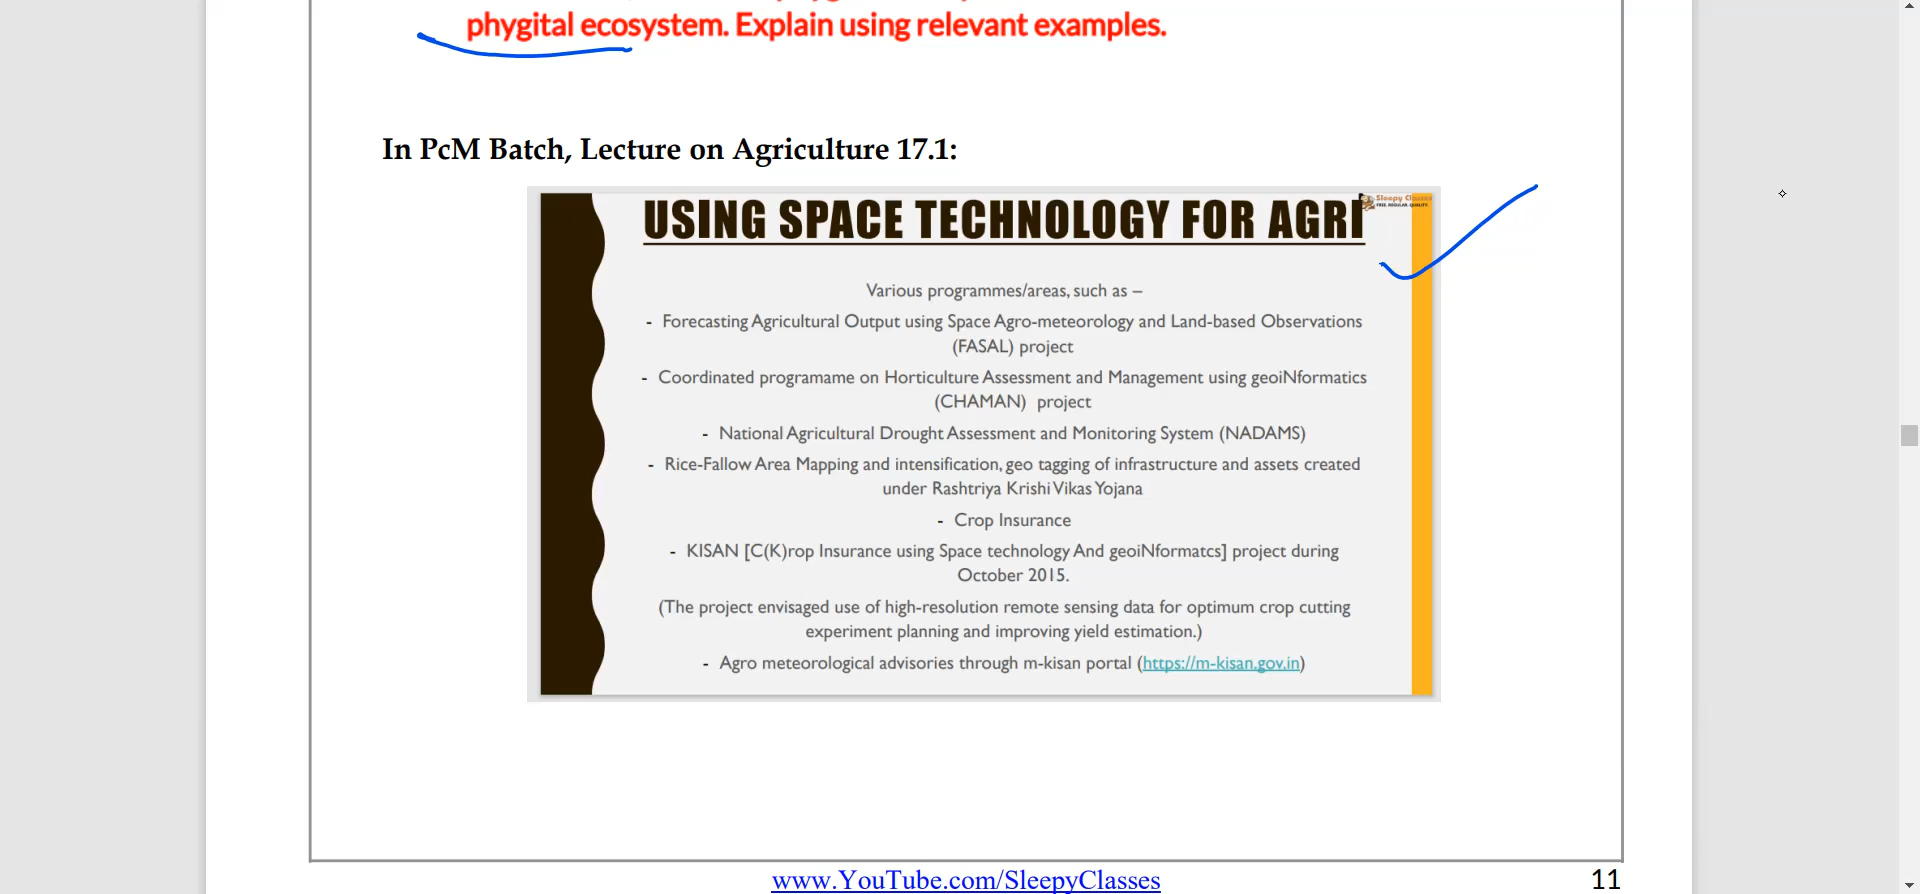 phygital ecosystem. Explain using relevant examples.
In PcM Batch, Lecture on Agriculture 17.1:
Sleepy Classes
FREE. REGULAR. QUALITY.
USING SPACE TECHNOLOGY FOR AGRI
Various programmes/areas, such as –
- Forecasting Agricultural Output using Space Agro-meteorology and Land-based Observations
(FASAL) project
- Coordinated programame on Horticulture Assessment and Management using geoiNformatics
(CHAMAN) project
- National Agricultural Drought Assessment and Monitoring System (NADAMS)
- Rice-Fallow Area Mapping and intensification, geo tagging of infrastructure and assets created
under Rashtriya Krishi Vikas Yojana
- Crop Insurance
- KISAN [C(K)rop Insurance using Space technology And geoiNformatcs] project during
October 2015.
(The project envisaged use of high-resolution remote sensing data for optimum crop cutting
experiment planning and improving yield estimation.)
- Agro meteorological advisories through m-kisan portal (https://m-kisan.gov.in)
www.YouTube.com/SleepyClasses
11